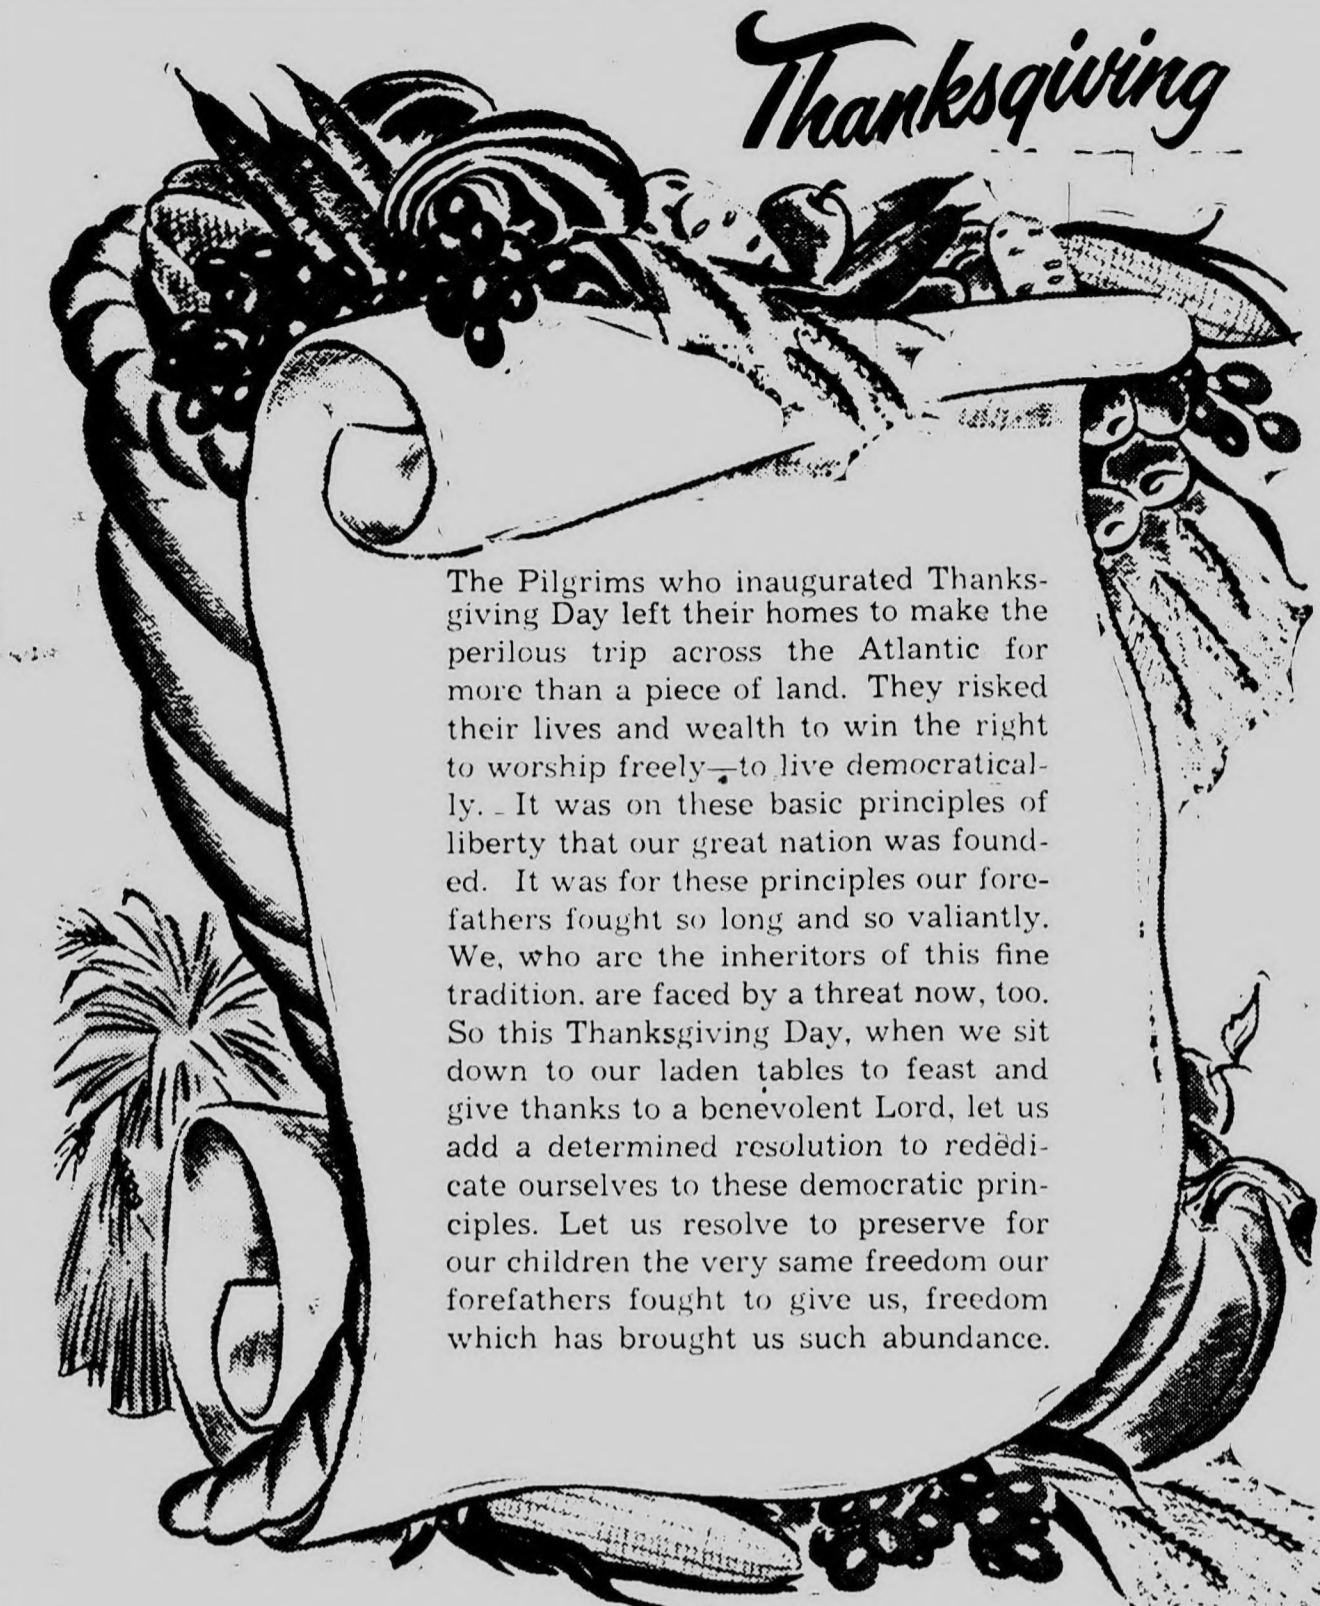 Thanksgiving
The Pilgrims who inaugurated Thanks-
giving Day left their homes to make the
perilous trip across the Atlantic for
more than a piece of land. They risked
their lives and wealth to win the right
to worship freely—to live democratical-
ly. It was on these basic principles of
liberty that our great nation was found-
ed. It was for these principles our fore-
fathers fought so long and so valiantly.
We, who are the inheritors of this fine
tradition. are faced by a threat now, too.
So this Thanksgiving Day, when we sit
down to our laden tables to feast and
give thanks to a benevolent Lord, let us
add a determined resolution to rededi-
cate ourselves to these democratic prin-
ciples. Let us resolve to preserve for
our children the very same freedom our
forefathers fought to give us, freedom
which has brought us such abundance.